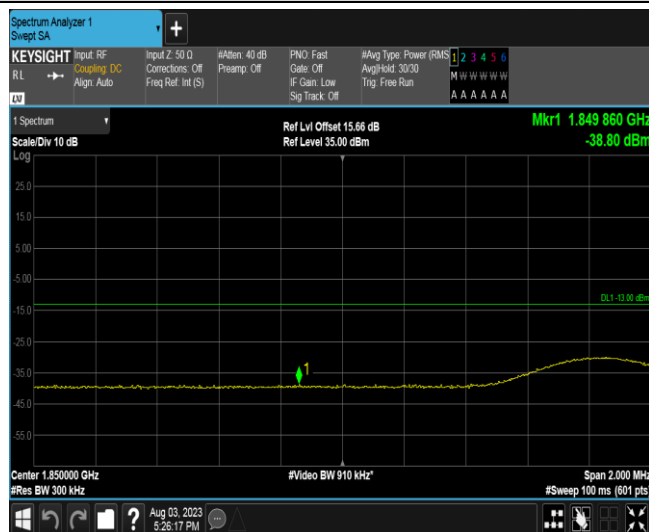 Spectrum Analyzer 1
Swept SA
+
KEYSIGHT Input: RF Input Z: 50 Ω #Atten: 40 dB PNO: Fast #Avg Type: Power (RMS 1 2 3 4 5 6
RL Coupling: DC Corrections: Off Preamp: Off Gate: Off Avg|Hold: 30/30 M W W W W W
Align: Auto Freq Ref: Int (S) IF Gain: Low Trig: Free Run
Sig Track: Off A A A A A A
LXI
1 Spectrum Ref Lvl Offset 15.66 dB Mkr1 1.849 860 GHz
Scale/Div 10 dB Ref Level 35.00 dBm -38.80 dBm
Log
25.0
15.0
5.00
-5.00
DL1 -13.00 dBm
-15.0
-25.0
-35.0
1
-45.0
-55.0
Center 1.850000 GHz #Video BW 910 kHz* Span 2.000 MHz
#Res BW 300 kHz #Sweep 100 ms (601 pts)
? Aug 03, 2023
5:26:17 PM